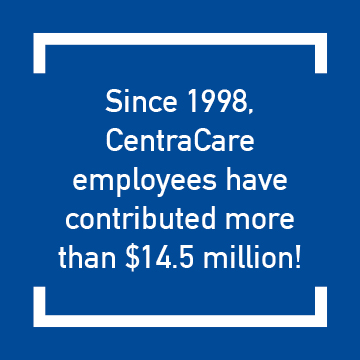 Since 1998,
CentraCare
employees have
contributed more
than $14.5 million!